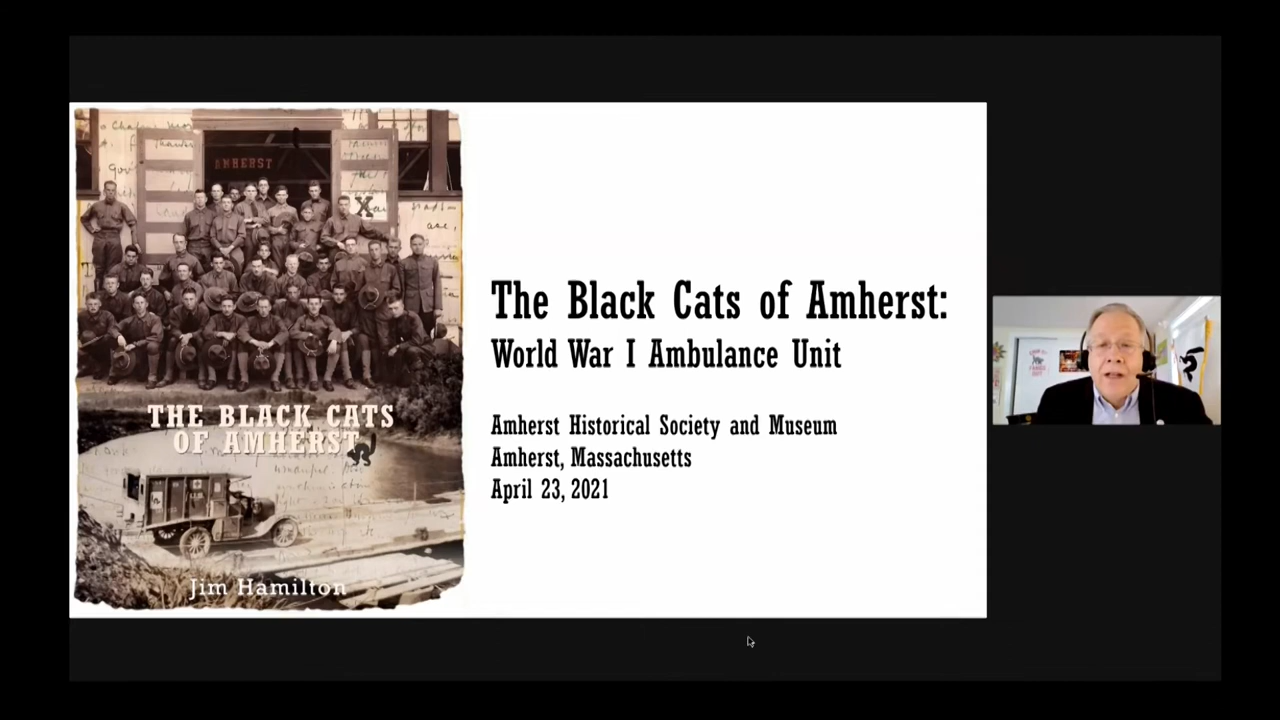 AMHERST
X
THE BLACK CATS
OF AMHERST
Jim Hamilton
The Black Cats of Amherst:
World War I Ambulance Unit
Amherst Historical Society and Museum
Amherst, Massachusetts
April 23, 2021